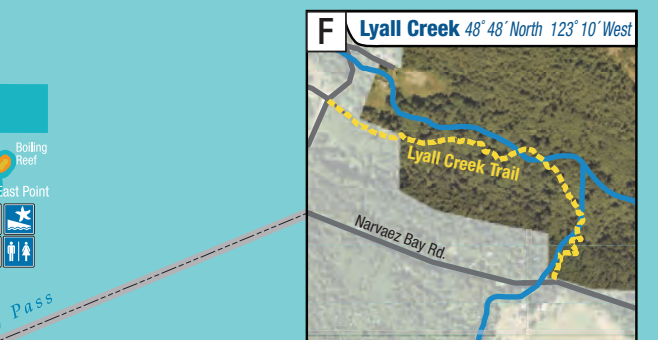 F
Lyall Creek 48° 48´ North 123° 10´ West
Boiling
Reef
East Point
Lyall Creek Trail
Narvaez Bay Rd.
Pass